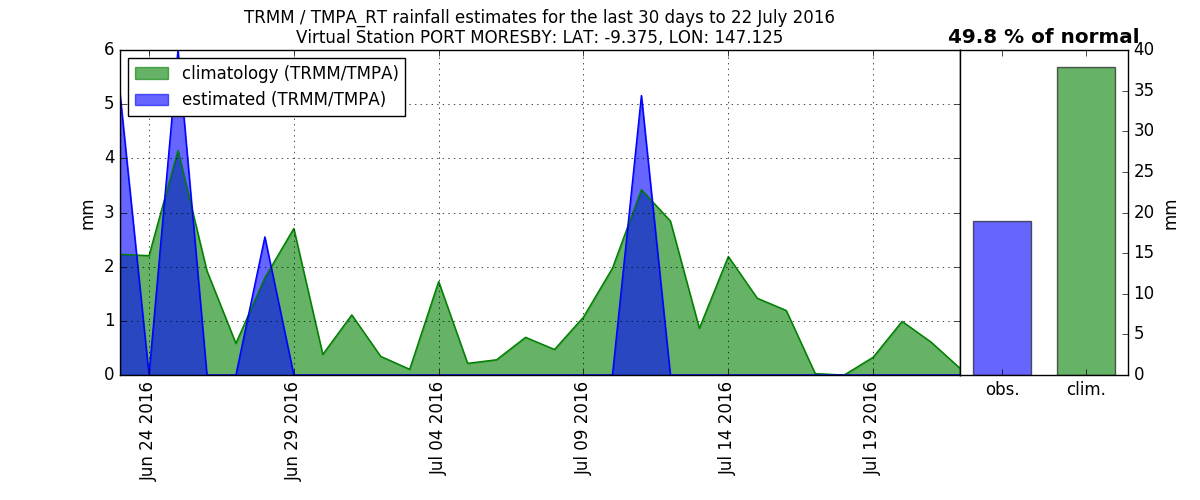 TRMM / TMPA_RT rainfall estimates for the last 30 days to 22 July 2016
Virtual Station PORT MORESBY: LAT: -9.375, LON: 147.125
49.8 % of normal
climatology (TRMM/TMPA)
estimated (TRMM/TMPA)
mm
6
5
4
3
2
1
0
Jun 24 2016
Jun 29 2016
Jul 04 2016
Jul 09 2016
Jul 14 2016
Jul 19 2016
obs.
clim.
40
35
30
25
20
15
10
5
0
mm